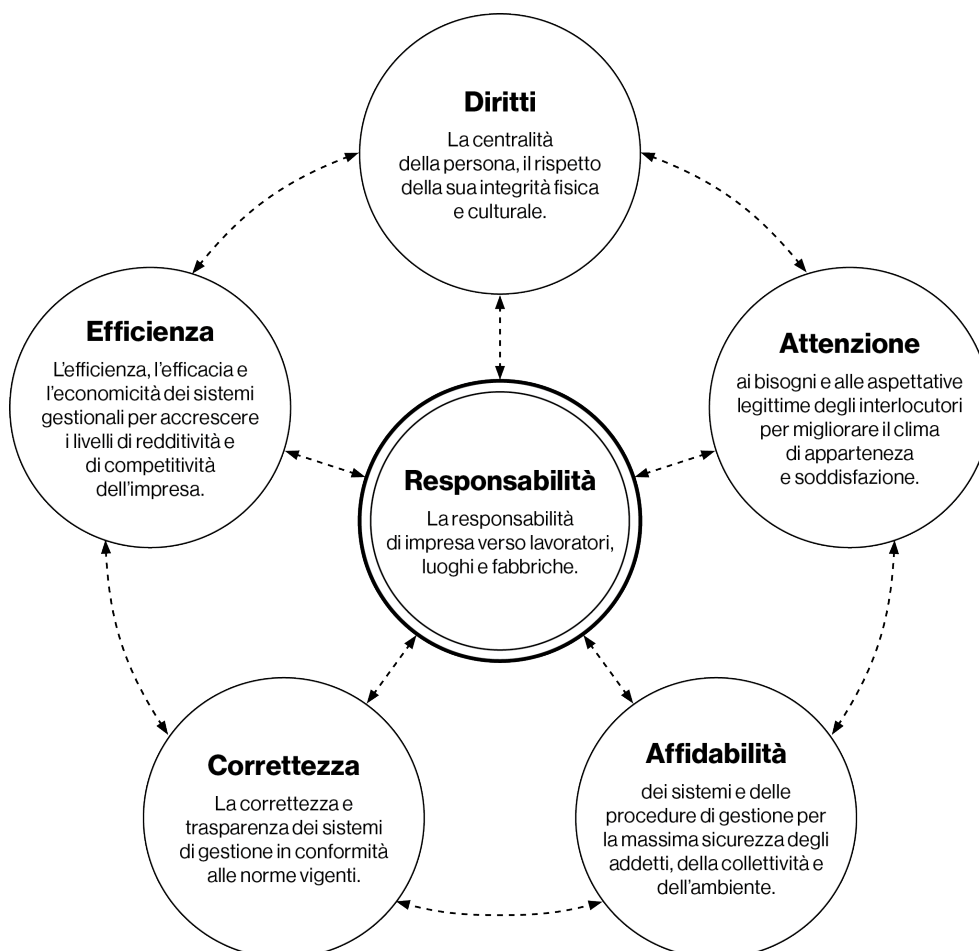 Diritti
La centralità
della persona, il rispetto
della sua integrità fisica
e culturale.
Efficienza
L'efficienza, l'efficacia e
l'economicità dei sistemi
gestionali per accrescere
i livelli di redditività e
di competitività
dell'impresa.
Attenzione
ai bisogni e alle aspettative
legittime degli interlocutori
per migliorare il clima
di apparteneza
e soddisfazione.
Responsabilità
La responsabilità
di impresa verso lavoratori,
luoghi e fabbriche.
Correttezza
La correttezza e
trasparenza dei sistemi
di gestione in conformità
alle norme vigenti.
Affidabilità
dei sistemi e delle
procedure di gestione per
la massima sicurezza degli
addetti, della collettività e
dell'ambiente.